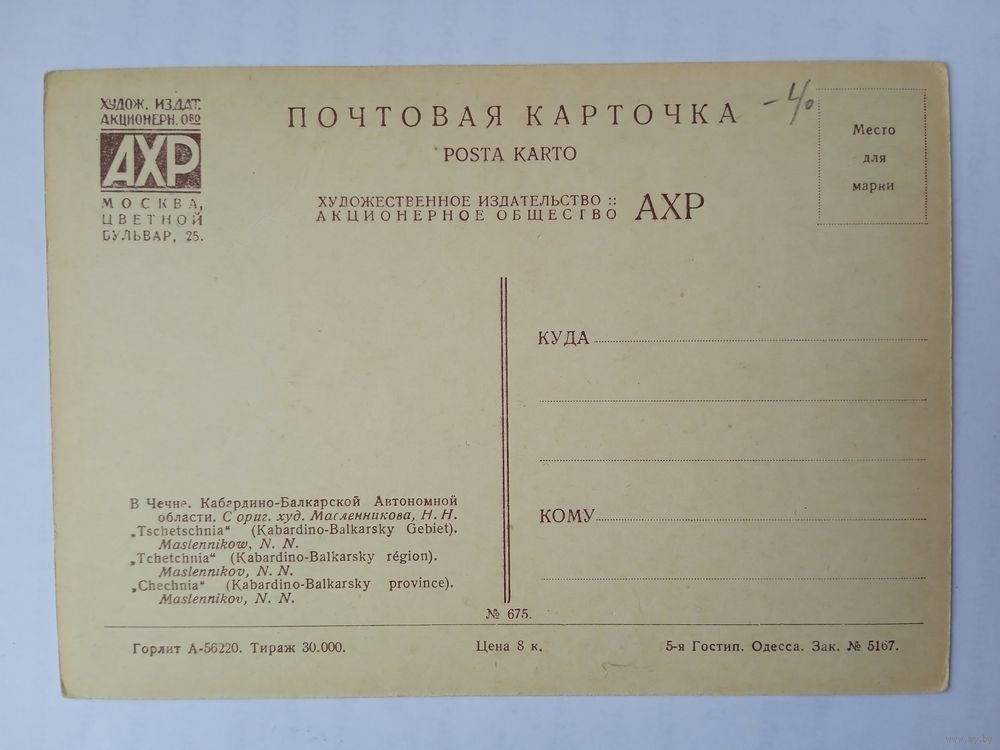 ХУДОЖ. ИЗДАТ.
АКЦИОНЕРН. ОВО
АХР
МОСКВА,
ЦВЕТНОЙ
БУЛЬВАР, 25.
ПОЧТОВАЯ КАРТОЧКА
POSTA KARTO
ХУДОЖЕСТВЕННОЕ ИЗДАТЕЛЬСТВО ::
АКЦИОНЕРНОЕ ОБЩЕСТВО АХР
Место
для
марки
КУДА
КОМУ
В Чечне. Кабардино-Балкарской Автономной
области. С ориг. худ. Масленникова, Н. Н.
„Tschetschnia“ (Kabardino-Balkarsky Gebiet).
Maslennikow, N. N.
„Tchetchnia“ (Kabardino-Balkarsky région).
Maslennikov, N. N.
„Chechnia“ (Kabardino-Balkarsky province).
Maslennikov, N. N.
№ 675.
Горлит А-56220. Тираж 30.000.
Цена 8 к.
5-я Гостип. Одесса. Зак. № 5167.